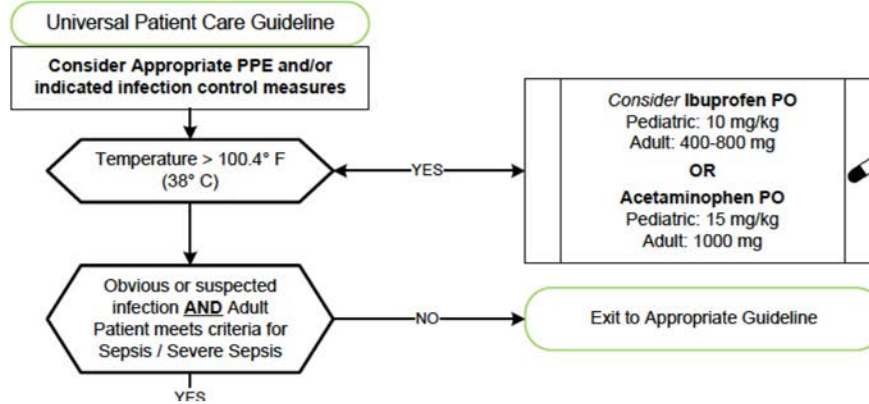 Universal Patient Care Guideline
Consider Appropriate PPE and/or
indicated infection control measures
Temperature > 100.4° F
(38° C)
YES
Consider Ibuprofen PO
Pediatric: 10 mg/kg
Adult: 400-800 mg
OR
Acetaminophen PO
Pediatric: 15 mg/kg
Adult: 1000 mg
Obvious or suspected
infection AND Adult
Patient meets criteria for
Sepsis / Severe Sepsis
NO
Exit to Appropriate Guideline
YES